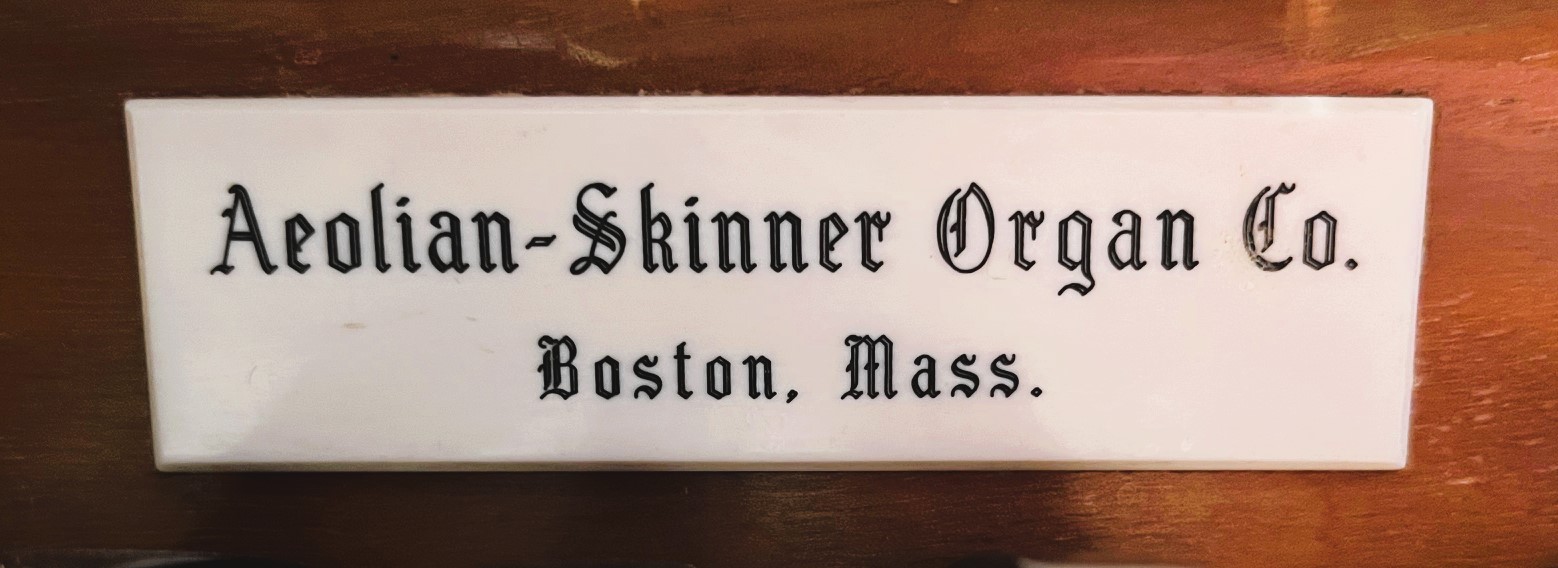 Aeolian-Skinner Organ Co.
Boston, Mass.